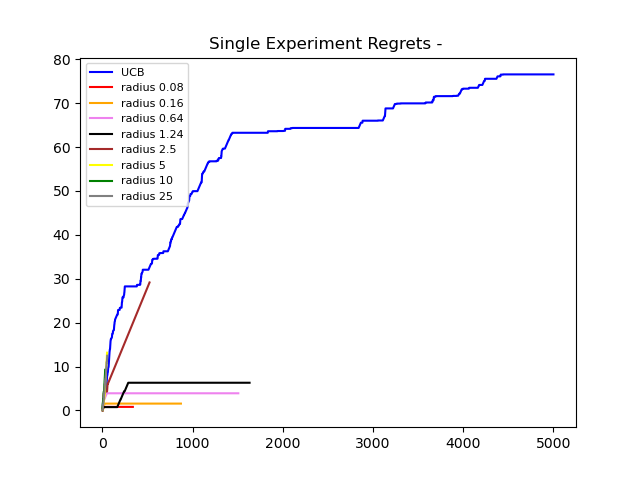 Single Experiment Regrets -
80
70
60
50
40
30
20
10
0
UCB
radius 0.08
radius 0.16
radius 0.64
radius 1.24
radius 2.5
radius 5
radius 10
radius 25
0 1000 2000 3000 4000 5000